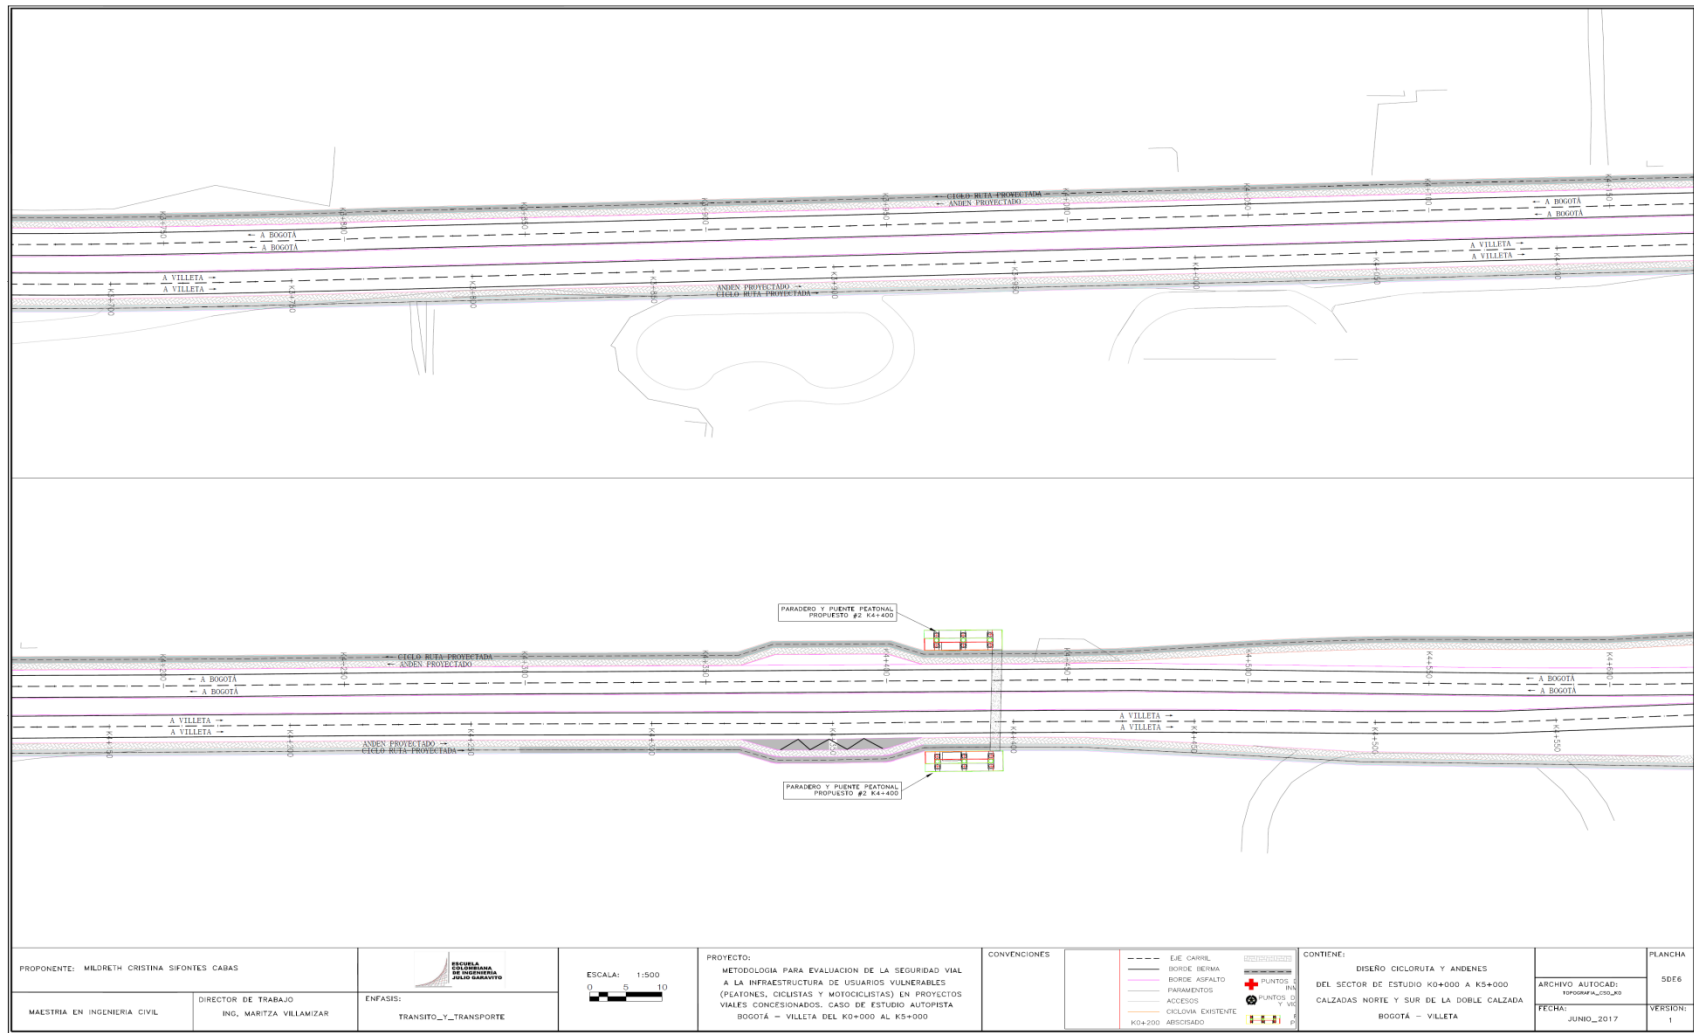 ← CICLO RUTA PROYECTADA
← ANDEN PROYECTADO
← A BOGOTÁ
← A BOGOTÁ
← A BOGOTÁ
← A BOGOTÁ
A VILLETA →
A VILLETA →
A VILLETA →
A VILLETA →
ANDEN PROYECTADO →
CICLO RUTA PROYECTADA→
PARADERO Y PUENTE PEATONAL
PROPUESTO #2 K4+400
← CICLO RUTA PROYECTADA
← ANDEN PROYECTADO
← A BOGOTÁ
← A BOGOTÁ
← A BOGOTÁ
← A BOGOTÁ
A VILLETA →
A VILLETA →
A VILLETA →
A VILLETA →
ANDEN PROYECTADO →
CICLO RUTA PROYECTADA→
PARADERO Y PUENTE PEATONAL
PROPUESTO #2 K4+400
PROPONENTE: MILDRETH CRISTINA SIFONTES CABAS
MAESTRIA EN INGENIERIA CIVIL
DIRECTOR DE TRABAJO
ING. MARITZA VILLAMIZAR
ESCUELA
COLOMBIANA
DE INGENIERÍA
JULIO GARAVITO
ENFASIS:
TRANSITO_Y_TRANSPORTE
ESCALA: 1:500
0 5 10
PROYECTO:
METODOLOGIA PARA EVALUACION DE LA SEGURIDAD VIAL
A LA INFRAESTRUCTURA DE USUARIOS VULNERABLES
(PEATONES, CICLISTAS Y MOTOCICLISTAS) EN PROYECTOS
VIALES CONCESIONADOS. CASO DE ESTUDIO AUTOPISTA
BOGOTÁ – VILLETA DEL K0+000 AL K5+000
CONVENCIONES
EJE CARRIL
BORDE BERMA
BORDE ASFALTO
PARAMENTOS
ACCESOS
CICLOVIA EXISTENTE
K0+200 ABSCISADO
PUNTOS
PUNTOS
CONTIENE:
DISEÑO CICLORUTA Y ANDENES
DEL SECTOR DE ESTUDIO K0+000 A K5+000
CALZADAS NORTE Y SUR DE LA DOBLE CALZADA
BOGOTÁ – VILLETA
ARCHIVO AUTOCAD:
FECHA:
JUNIO_2017
PLANCHA
5DE6
VERSION:
1